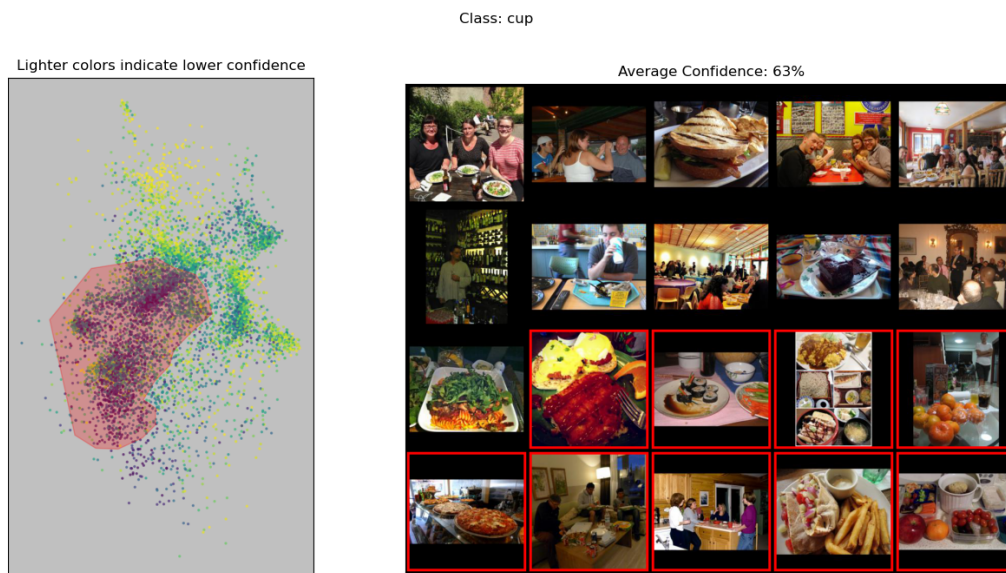 Class: cup
Lighter colors indicate lower confidence
Average Confidence: 63%